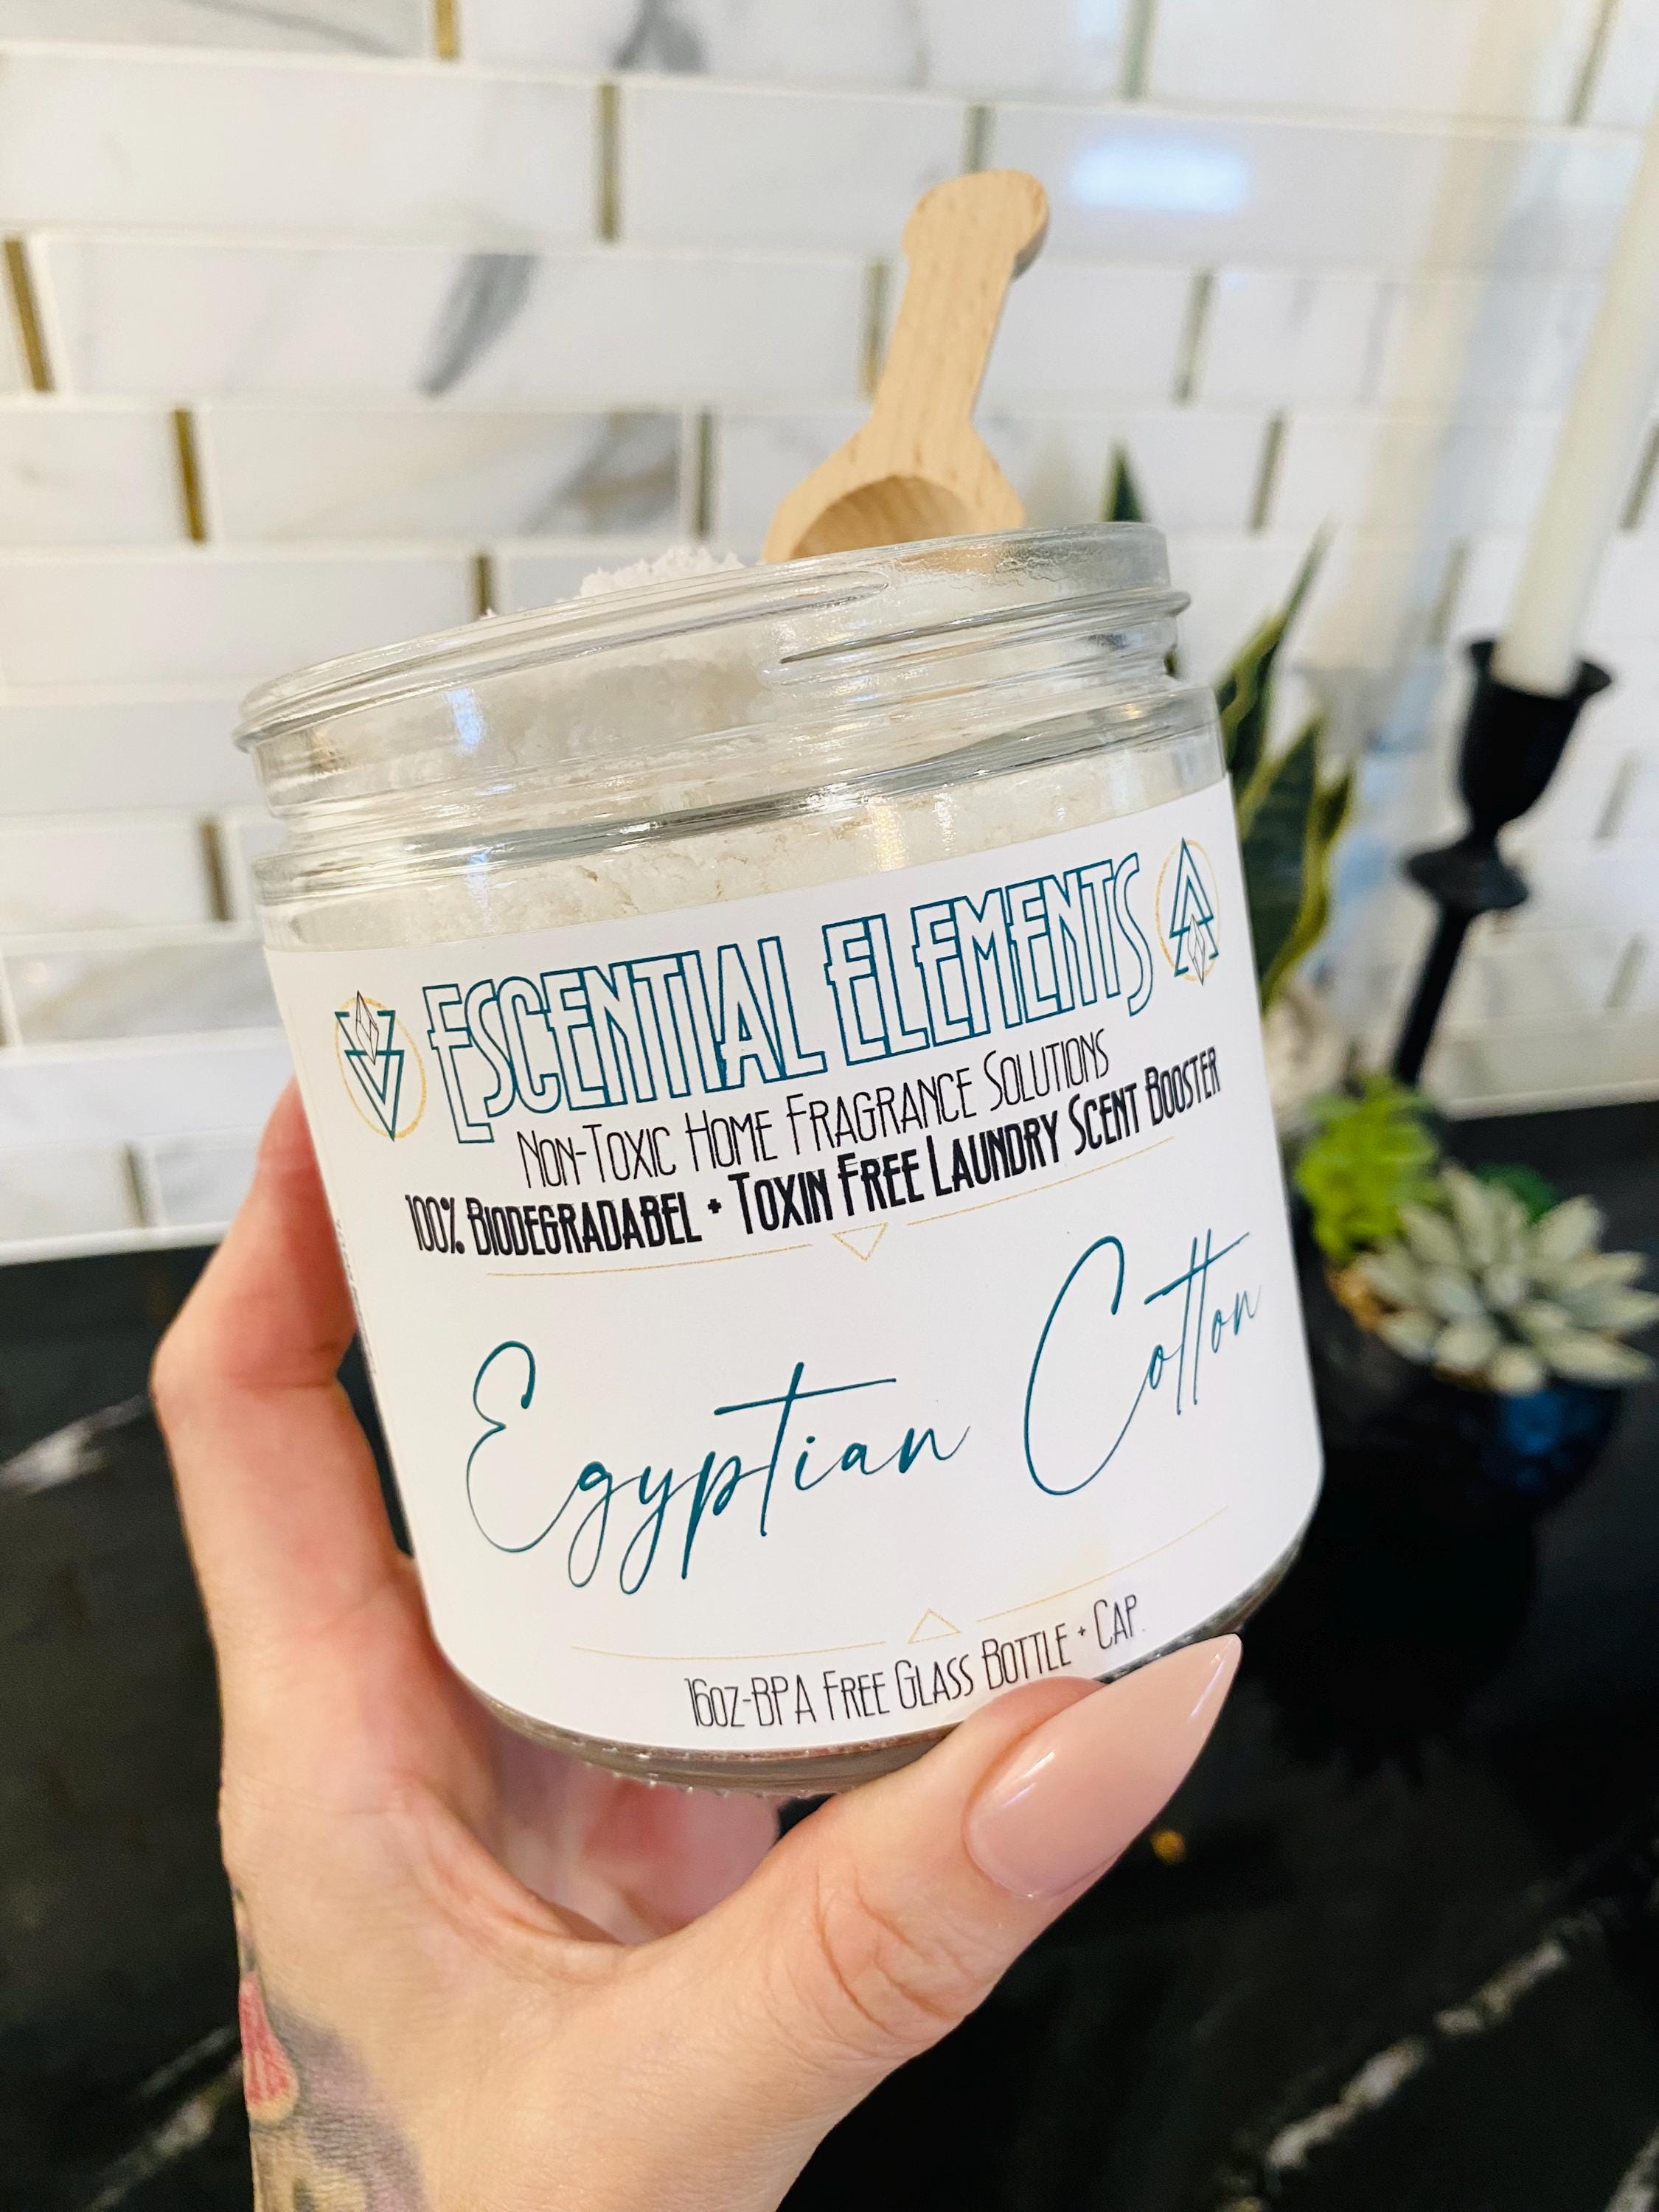 Escential Elements
Non-Toxic Home Fragrance Solutions
100% Biodegradabel + Toxin Free Laundry Scent Booster
Egyptian Cotton
16oz-BPA Free Glass Bottle + Cap